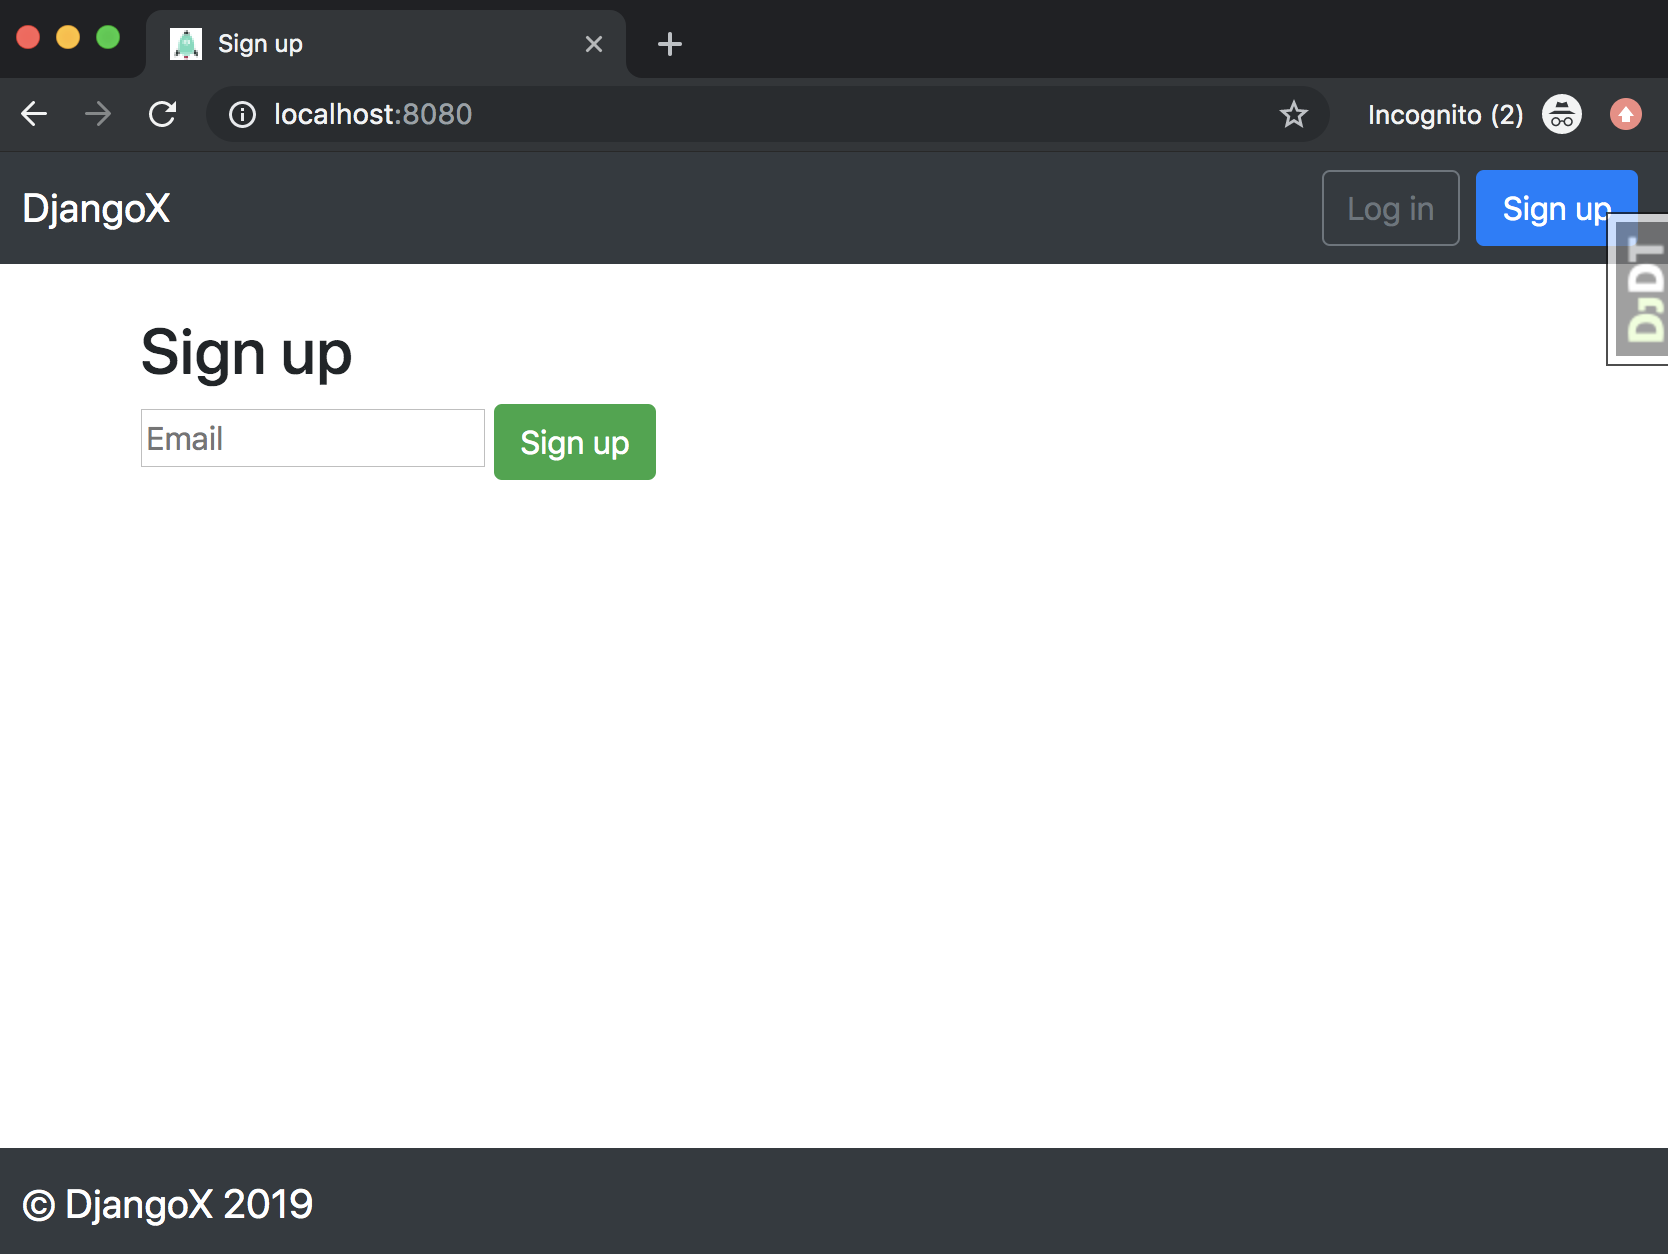 Sign up
localhost:8080
Incognito (2)
DjangoX
Log in
Sign up
DjDT
Sign up
Email
Sign up
© DjangoX 2019